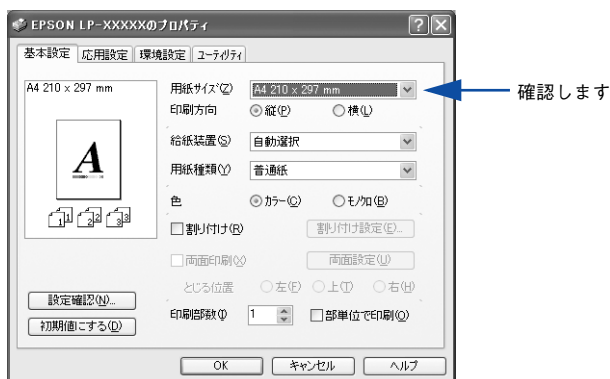 EPSON LP-XXXXXのプロパティ
基本設定 応用設定 環境設定 ユーティリティ
A4 210 x 297 mm
用紙サイズ(Z) A4 210 x 297 mm 確認します
印刷方向 縦(P) 横(L)
給紙装置(S) 自動選択
A
用紙種類(Y) 普通紙
色 カラー(C) モノクロ(B)
1 1 2 2 3 3
割り付け(R) 割り付け設定(E)...
両面印刷(X) 両面設定(U)
とじる位置 左(F) 上(T) 右(H)
設定確認(N)...
印刷部数(I) 1 部単位で印刷(O)
初期値にする(D)
OK キャンセル ヘルプ